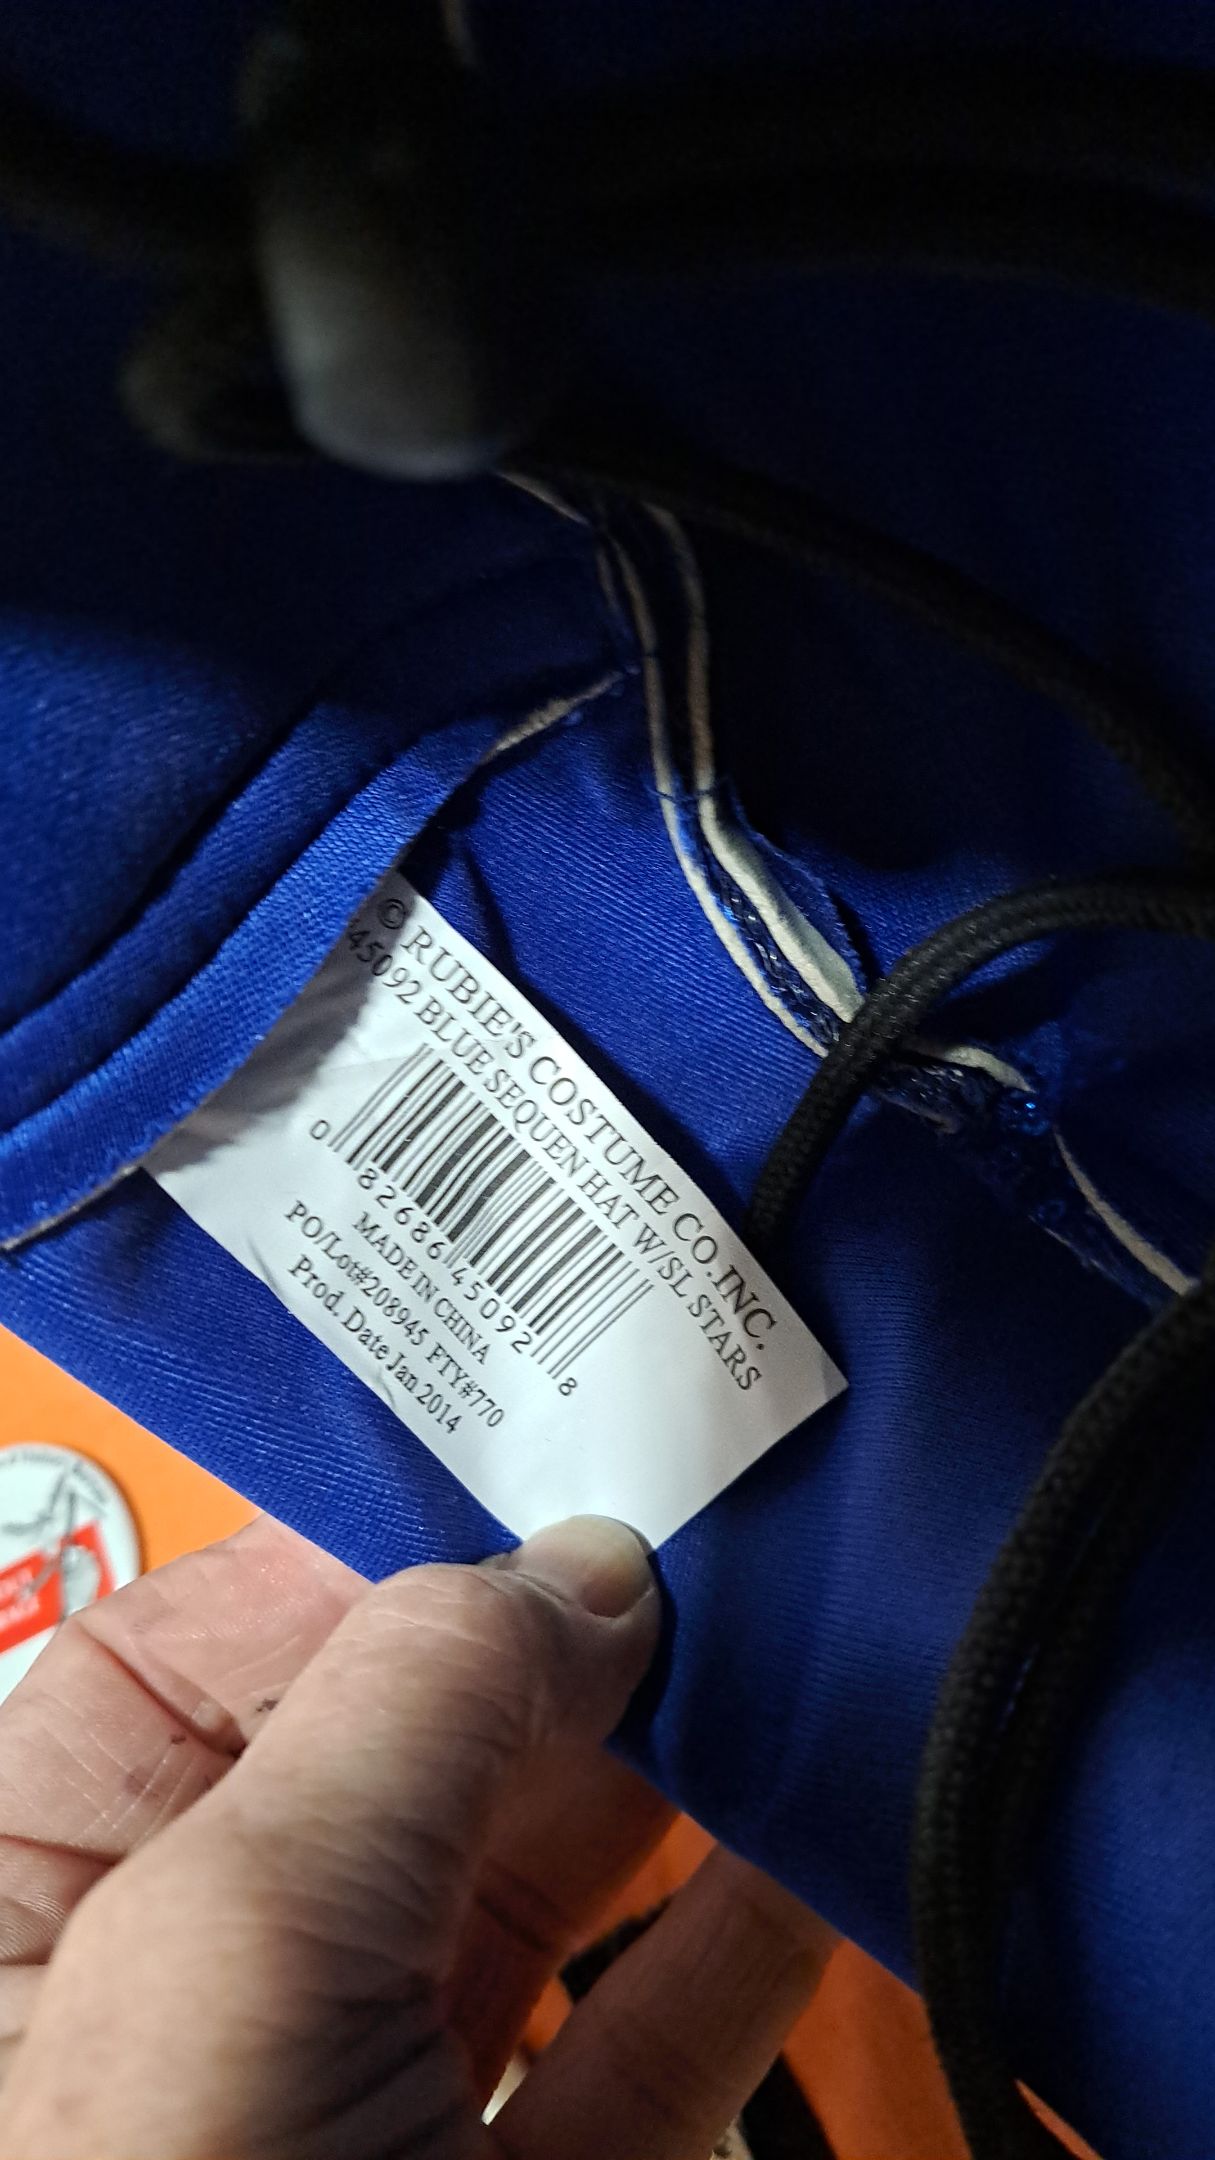 © RUBIE'S COSTUME CO.INC.
45092 BLUE SEQUEN HAT W/SL STARS
0 82686 45092 8
MADE IN CHINA
PO/Lot#208945 FTY#770
Prod. Date Jan 2014